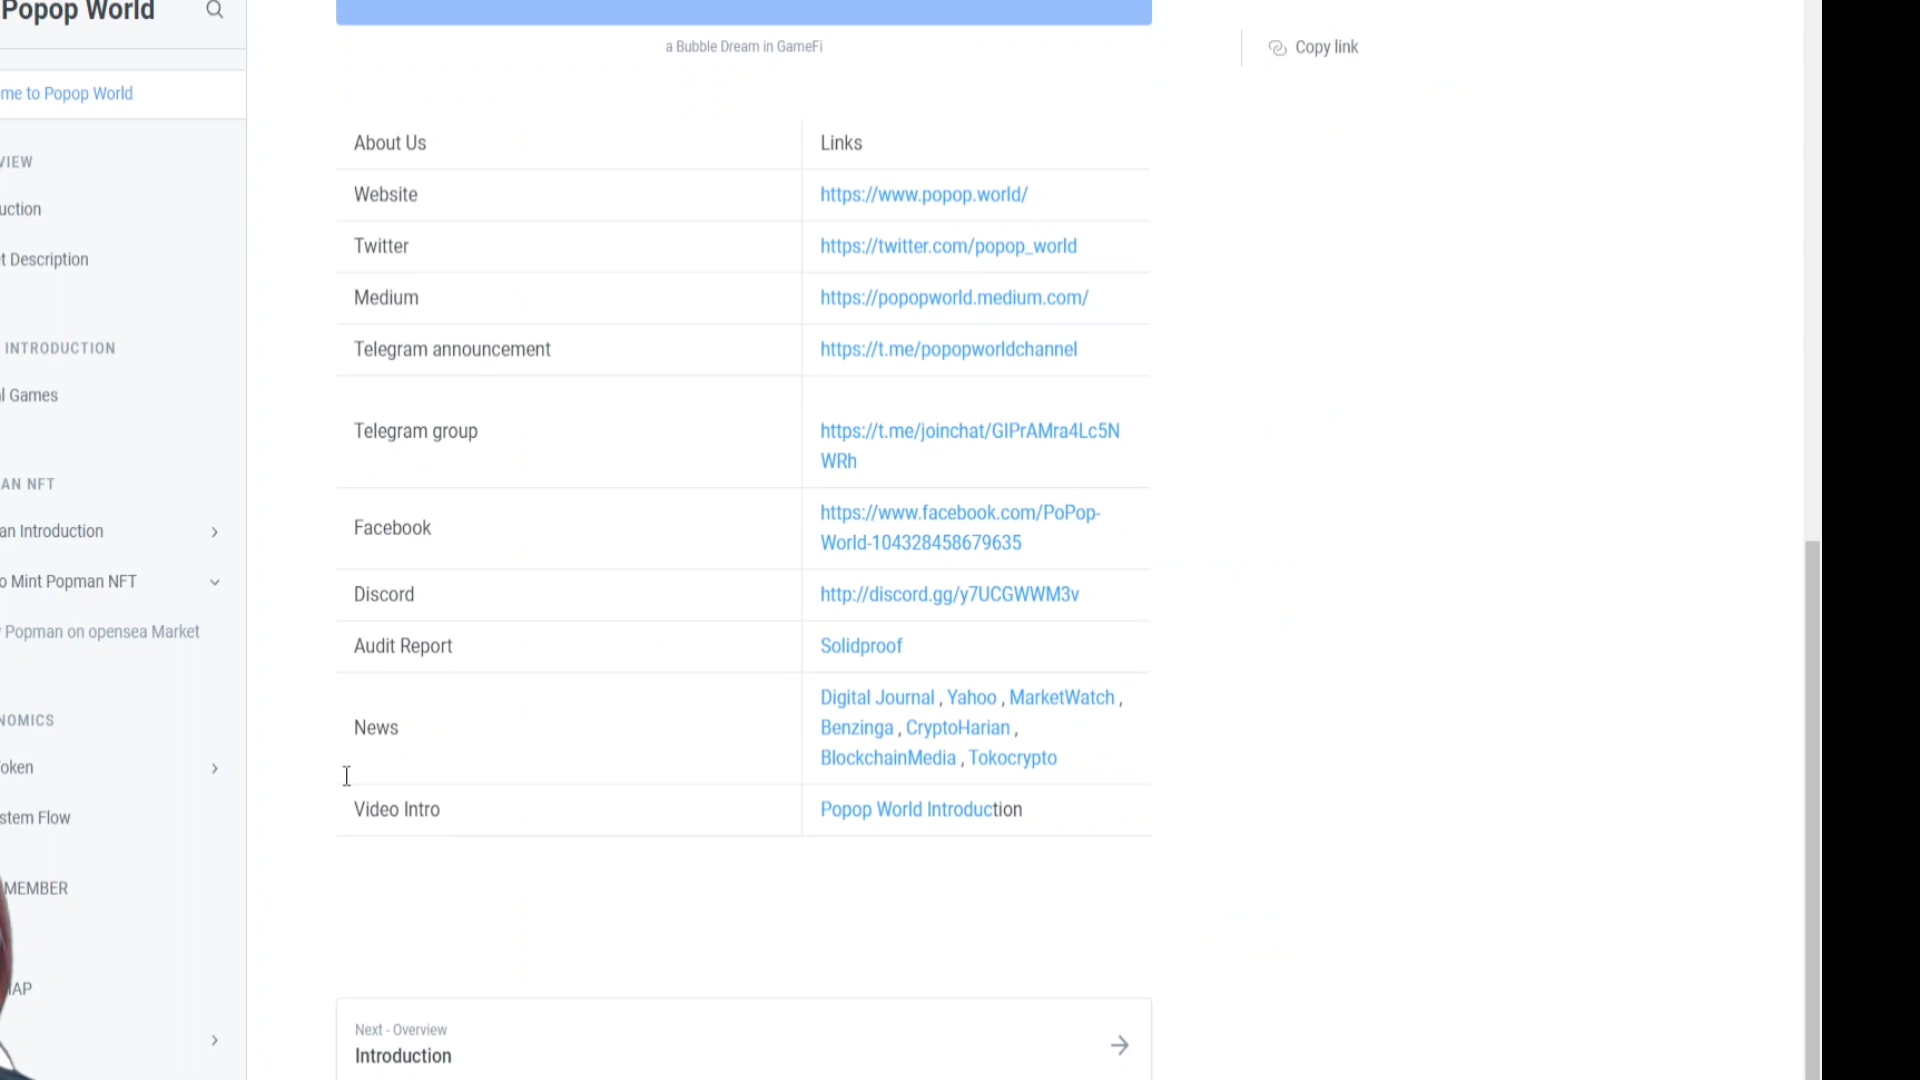 Popop World
me to Popop World
VIEW
uction
t Description
INTRODUCTION
l Games
AN NFT
an Introduction
o Mint Popman NFT
Popman on opensea Market
NOMICS
oken
stem Flow
MEMBER
AP
a Bubble Dream in GameFi
Copy link
About Us Links
Website https://www.popop.world/
Twitter https://twitter.com/popop_world
Medium https://popopworld.medium.com/
Telegram announcement https://t.me/popopworldchannel
Telegram group https://t.me/joinchat/GIPrAMra4Lc5N
WRh
Facebook https://www.facebook.com/PoPop-
World-104328458679635
Discord http://discord.gg/y7UCGWWM3v
Audit Report Solidproof
News Digital Journal , Yahoo , MarketWatch ,
Benzinga , CryptoHarian ,
BlockchainMedia , Tokocrypto
Video Intro Popop World Introduction
Next - Overview
Introduction